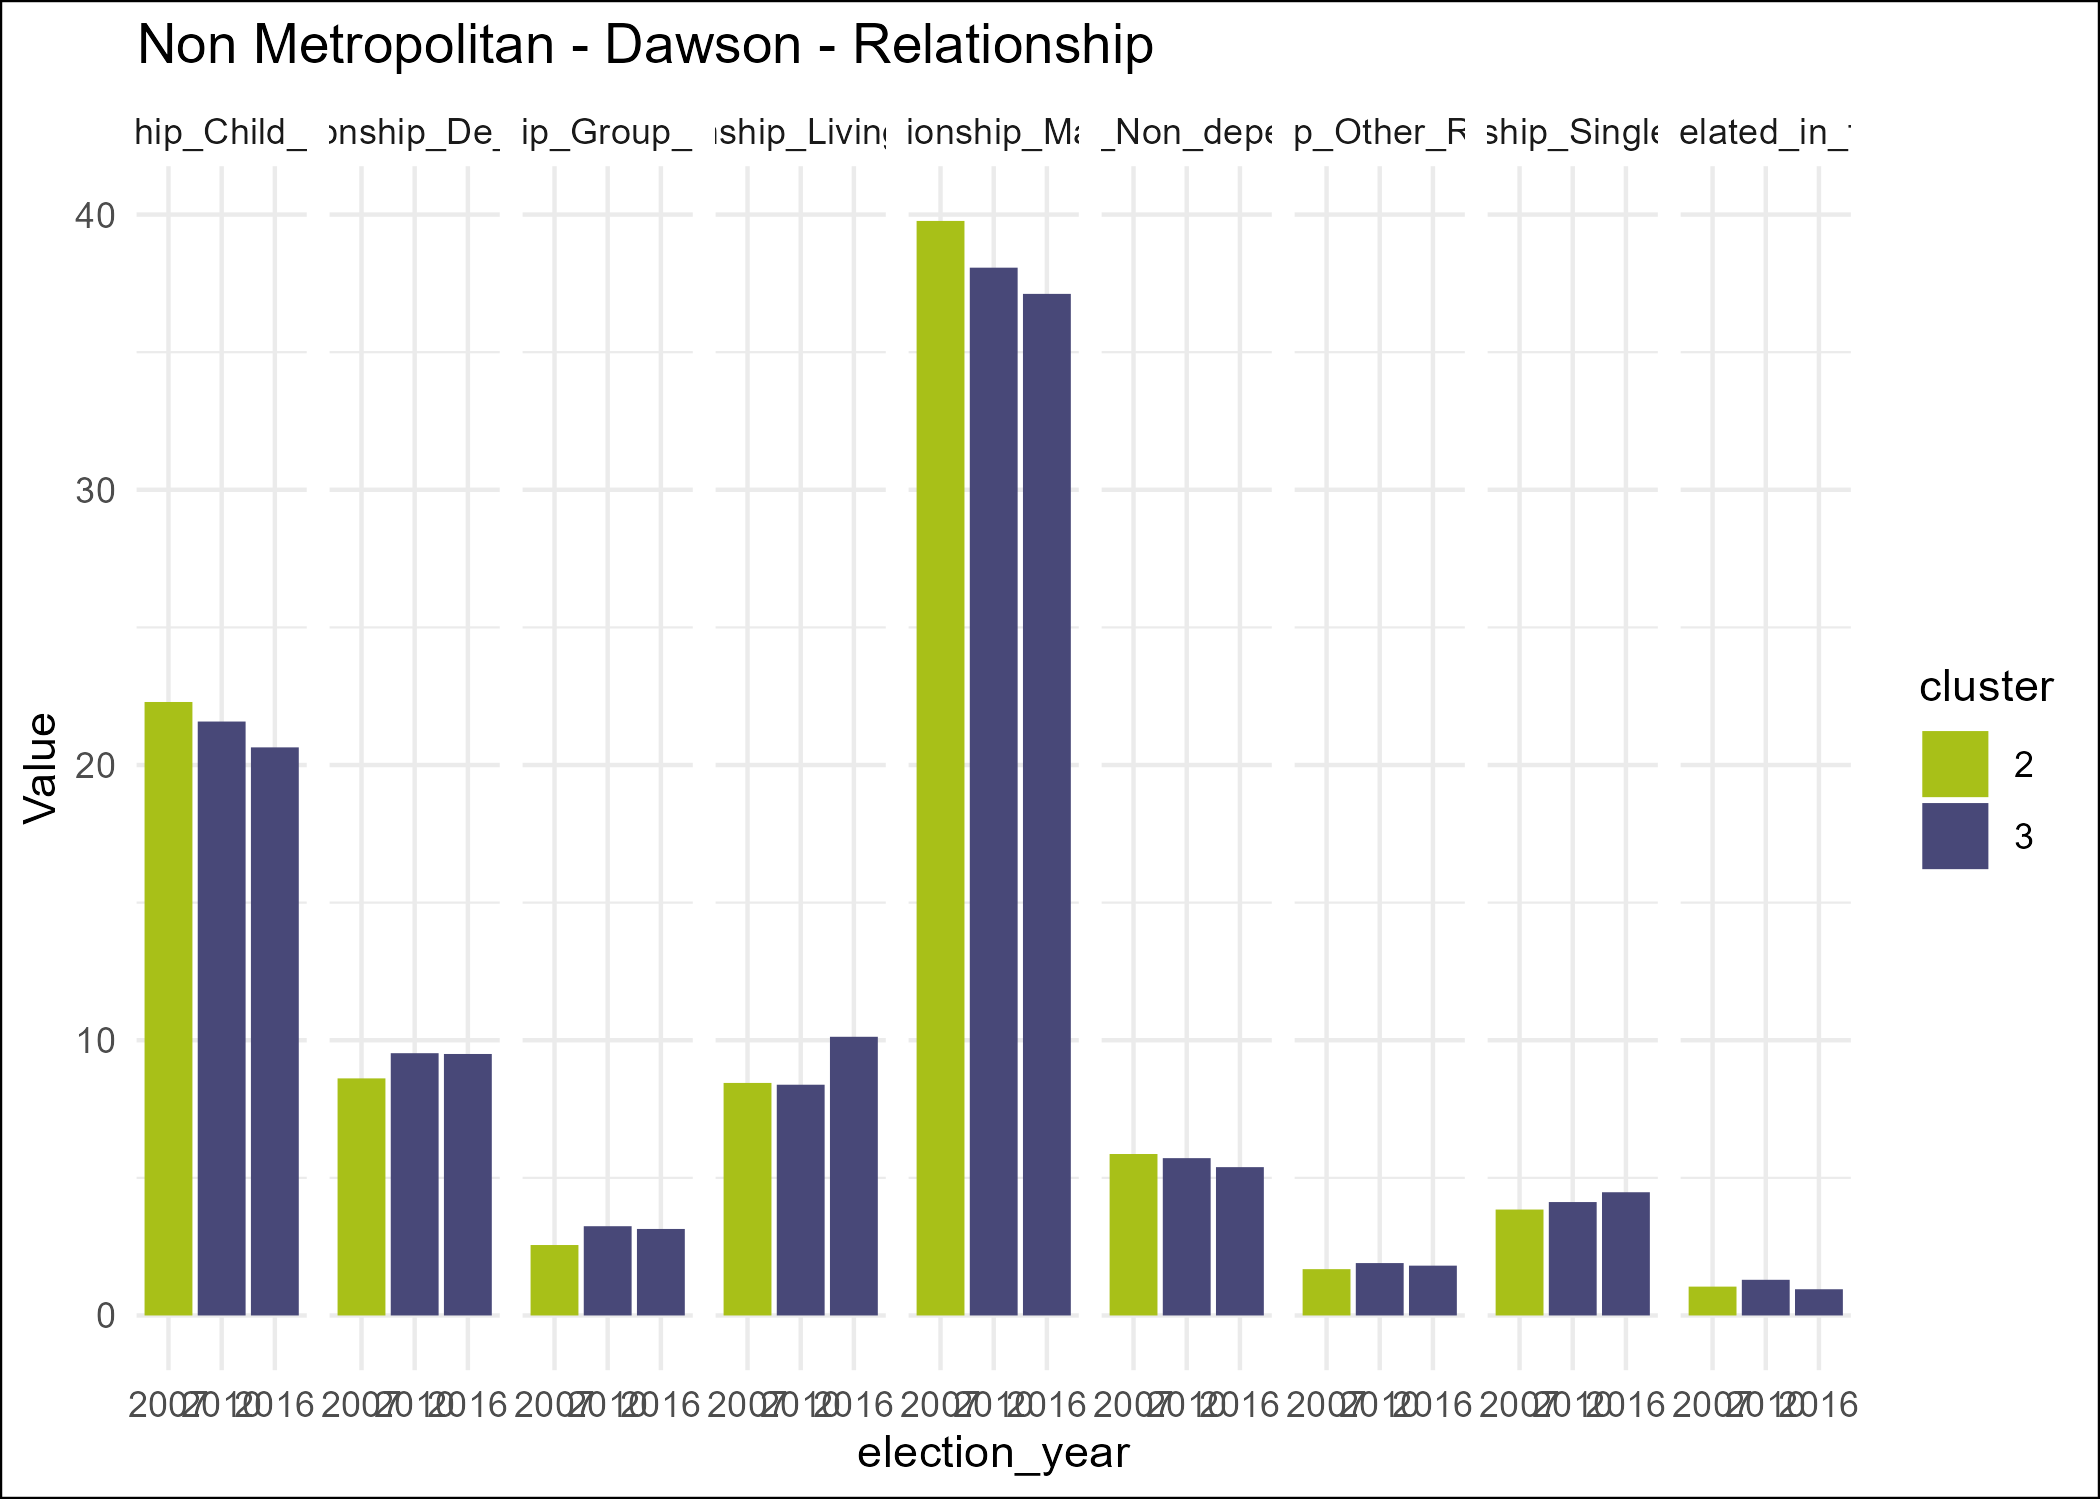 Non Metropolitan - Dawson - Relationship
hip_Child_ onship_De_ ip_Group_ ship_Living ionship_Ma _Non_depe p_Other_R ship_Single elated_in_
40
30
20
10
0
Value
2007 2010 2016 2007 2010 2016 2007 2010 2016 2007 2010 2016 2007 2010 2016 2007 2010 2016 2007 2010 2016 2007 2010 2016 2007 2010 2016
election_year
cluster
2
3